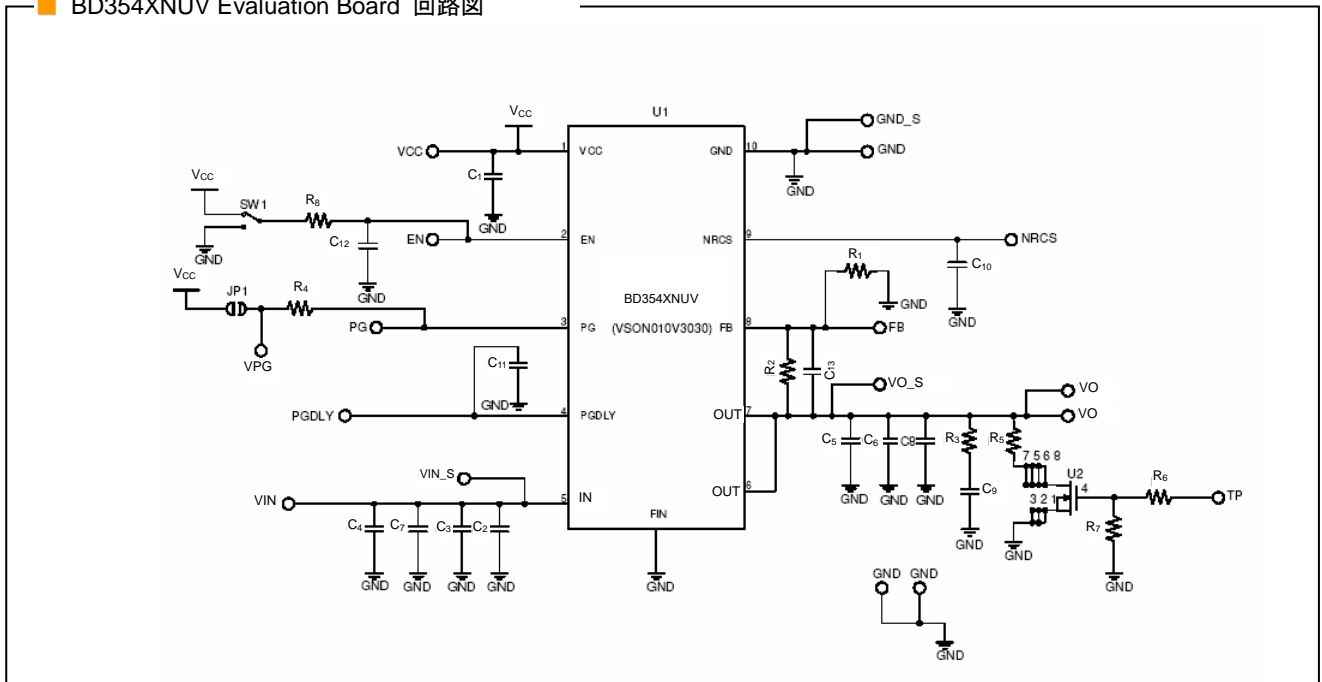 BD354XNUV Evaluation Board 回路図
U1
VCC
VCC
1
VCC
C1
GND
GND
10
GND_S
GND
GND
VCC
SW1
R8
C12
GND
GND
EN
2
EN
NRCS
9
NRCS
C10
GND
R1
GND
VCC
JP1
R4
VPG
PG
3
PG
BD354XNUV
(VSON010V3030)
FB
8
FB
R2
C13
C11
GND
PGDLY
4
PGDLY
OUT
7
VO_S
VO
VO
C5
C6
C8
R3
R5
GND
GND
GND
C9
GND
7 5 6 8
U2
3 2 1
4
GND
R6
TP
R7
GND
VIN_S
VIN
5
IN
OUT
6
C4
C7
C3
C2
GND
GND
GND
GND
FIN
GND
GND
GND
GND